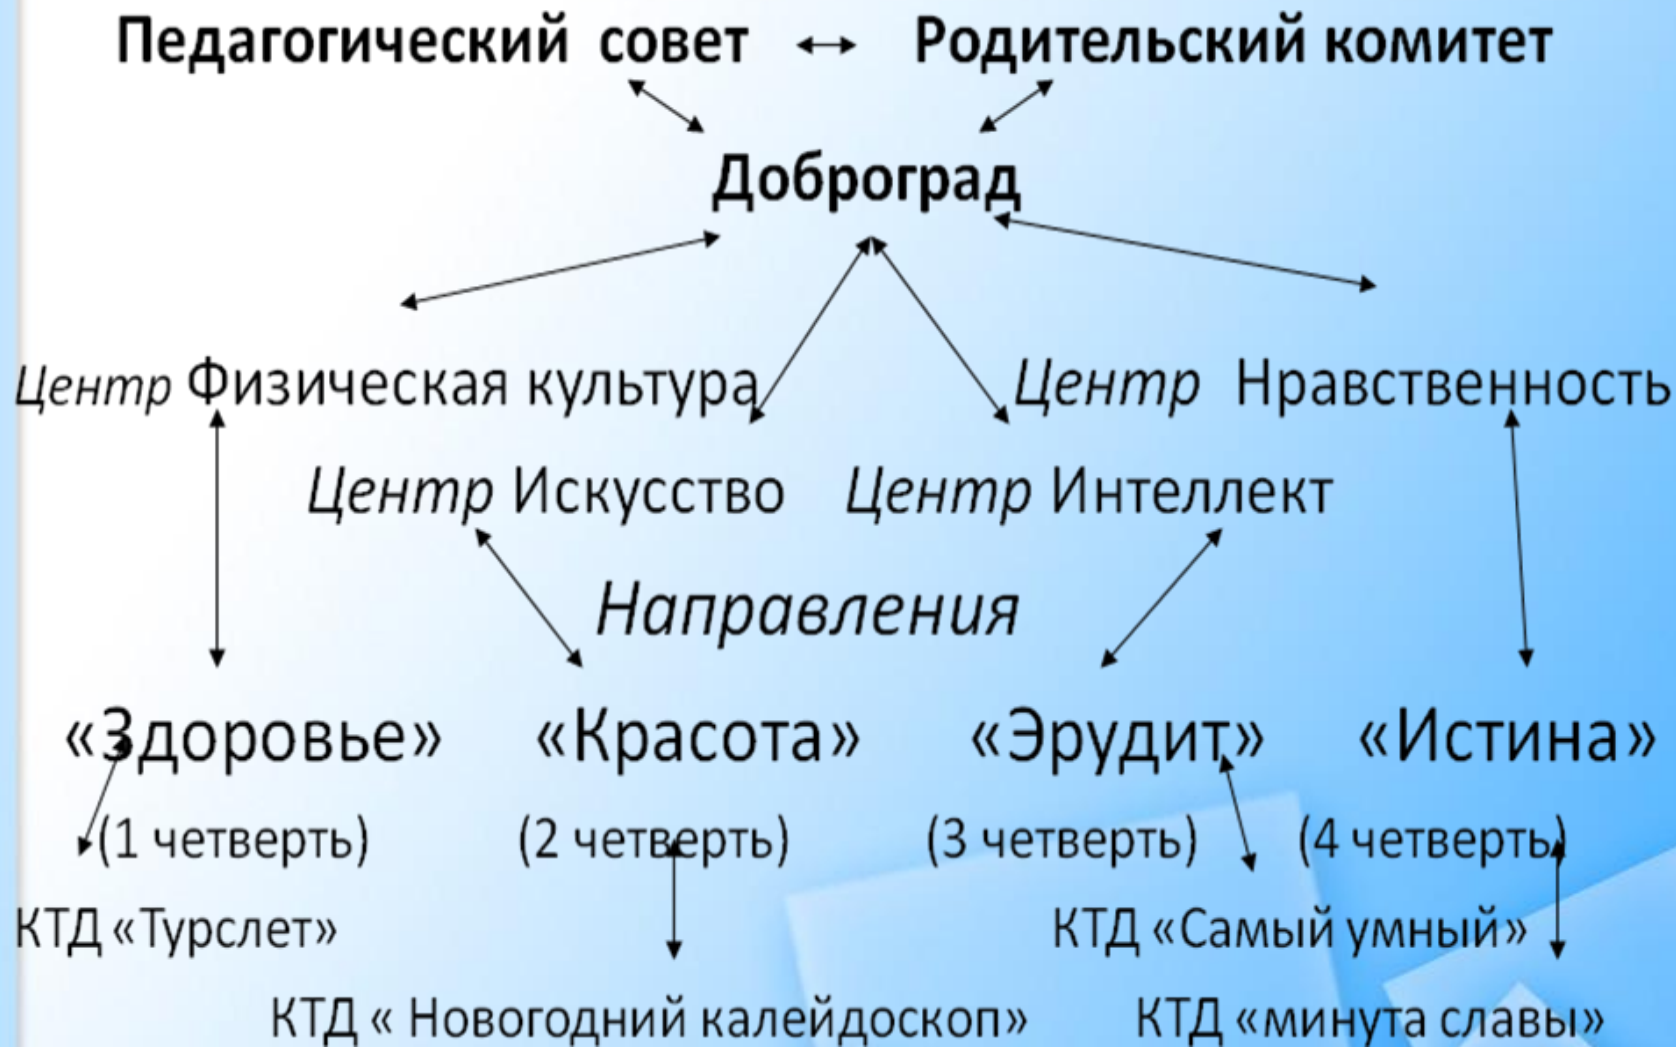 Педагогический совет Родительский комитет
Доброград
Центр Физическая культура Центр Нравственность
Центр Искусство Центр Интеллект
Направления
«Здоровье» «Красота» «Эрудит» «Истина»
(1 четверть) (2 четверть) (3 четверть) (4 четверть)
КТД «Турслет» КТД «Самый умный»
КТД « Новогодний калейдоскоп» КТД «минута славы»